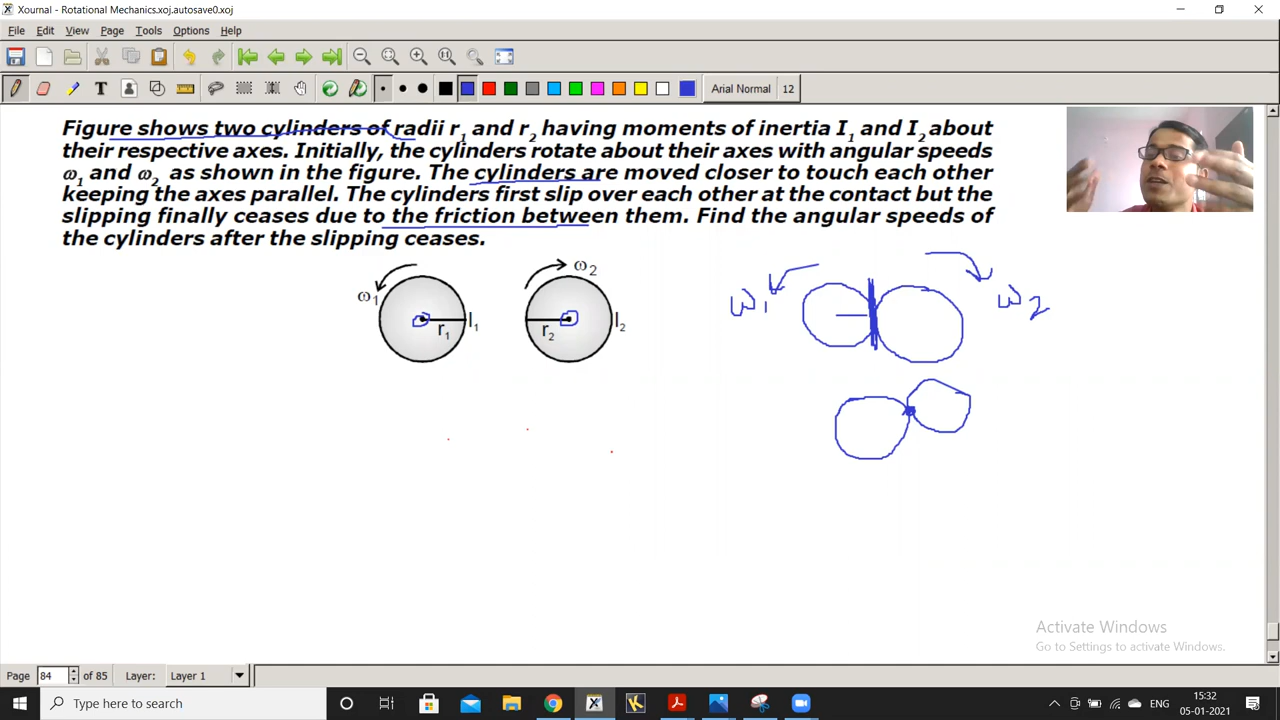 Xournal - Rotational Mechanics.xoj.autosave0.xoj
File Edit View Page Tools Options Help
Arial Normal 12
Figure shows two cylinders of radii r1 and r2 having moments of inertia I1 and I2 about
their respective axes. Initially, the cylinders rotate about their axes with angular speeds
ω1 and ω2 as shown in the figure. The cylinders are moved closer to touch each other
keeping the axes parallel. The cylinders first slip over each other at the contact but the
slipping finally ceases due to the friction between them. Find the angular speeds of
the cylinders after the slipping ceases.
ω1 r1 I1
ω2 r2 I2
ω1 ω2
Activate Windows
Go to Settings to activate Windows.
Page 84 of 85 Layer: Layer 1
Type here to search
ENG
15:32
05-01-2021